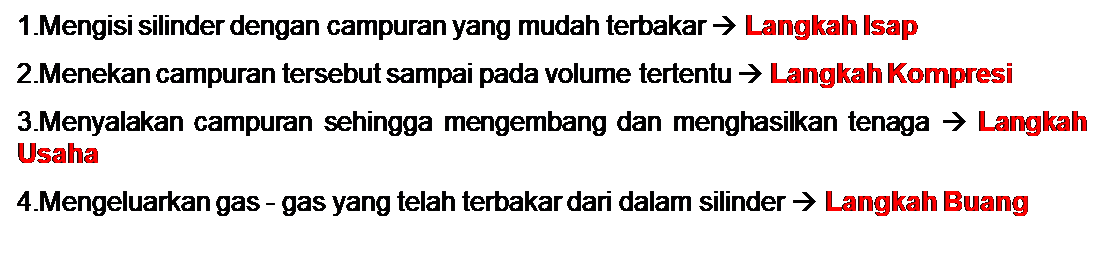 1.Mengisi silinder dengan campuran yang mudah terbakar → Langkah Isap
2.Menekan campuran tersebut sampai pada volume tertentu → Langkah Kompresi
3.Menyalakan campuran sehingga mengembang dan menghasilkan tenaga → Langkah
Usaha
4.Mengeluarkan gas - gas yang telah terbakar dari dalam silinder → Langkah Buang